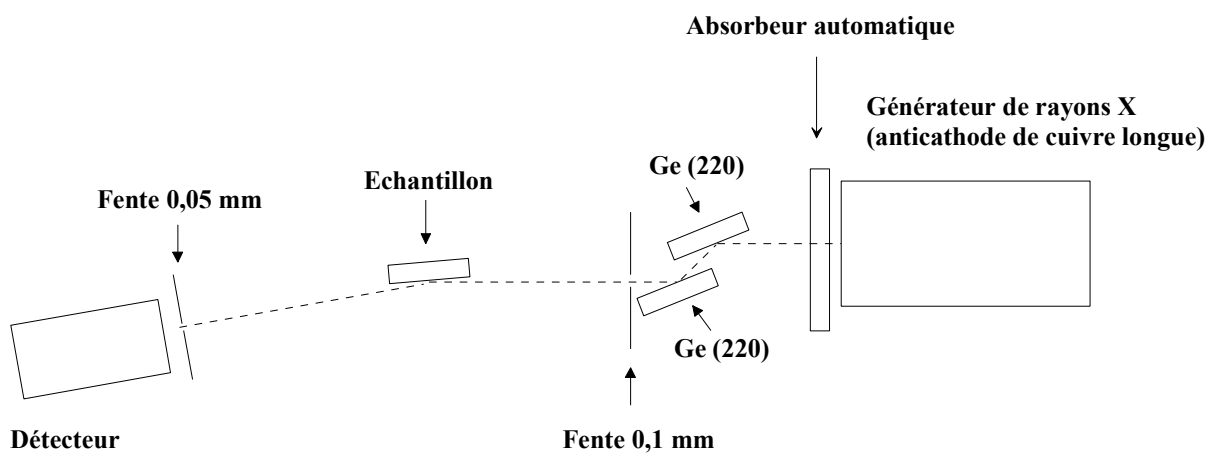 Absorbeur automatique
Générateur de rayons X
(anticathode de cuivre longue)
Ge (220)
Echantillon
Fente 0,05 mm
Ge (220)
Détecteur
Fente 0,1 mm